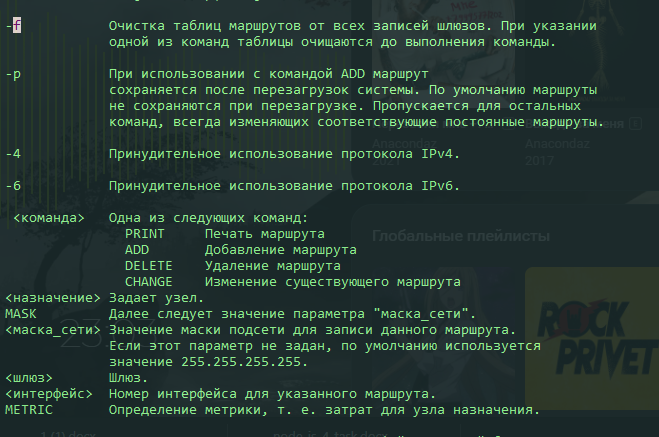 -f Очистка таблиц маршрутов от всех записей шлюзов. При указании
одной из команд таблицы очищаются до выполнения команды.
-p При использовании с командой ADD маршрут
сохраняется после перезагрузок системы. По умолчанию маршруты
не сохраняются при перезагрузке. Пропускается для остальных
команд, всегда изменяющих соответствующие постоянные маршруты.
-4 Принудительное использование протокола IPv4.
-6 Принудительное использование протокола IPv6.
<команда> Одна из следующих команд:
PRINT Печать маршрута
ADD Добавление маршрута
DELETE Удаление маршрута
CHANGE Изменение существующего маршрута
<назначение> Задает узел.
MASK Далее следует значение параметра "маска_сети".
<маска_сети> Значение маски подсети для записи данного маршрута.
Если этот параметр не задан, по умолчанию используется
значение 255.255.255.255.
<шлюз> Шлюз.
<интерфейс> Номер интерфейса для указанного маршрута.
METRIC Определение метрики, т. е. затрат для узла назначения.
Anacondaz
Anacondaz
2017
Глобальные плейлисты
ROCK
PRIVET